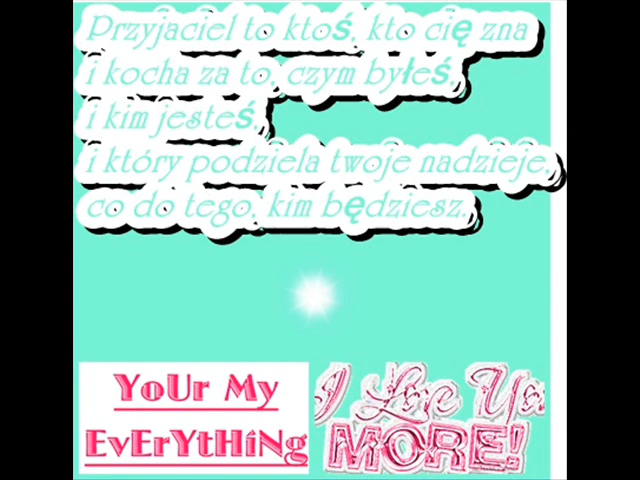 Przyjaciel to ktoś, kto cię zna
i kocha za to, czym byłeś,
i kim jesteś,
i który podziela twoje nadzieje,
co do tego, kim będziesz.
YoUr My
EvErYtHiNg
I Love You
MORE!